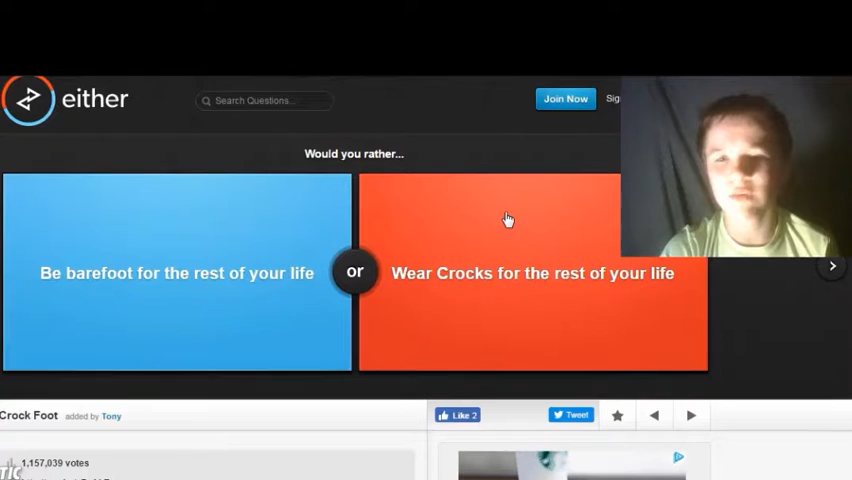 either
Search Questions...
Join Now
Would you rather...
Be barefoot for the rest of your life
or
Wear Crocks for the rest of your life
Crock Foot added by Tony
Like 2
Tweet
1,157,039 votes